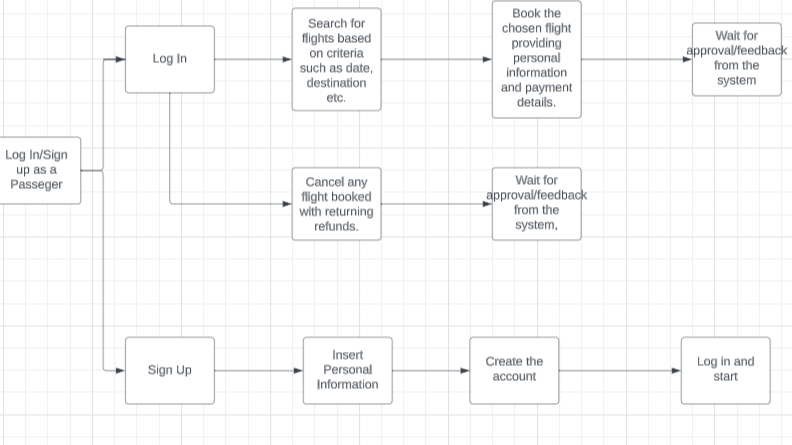 Log In/Sign
up as a
Passeger
Log In
Search for
flights based
on criteria
such as date,
destination
etc.
Book the
chosen flight
providing
personal
information
and payment
details.
Wait for
approval/feedback
from the
system
Cancel any
flight booked
with returning
refunds.
Wait for
approval/feedback
from the
system,
Sign Up
Insert
Personal
Information
Create the
account
Log in and
start